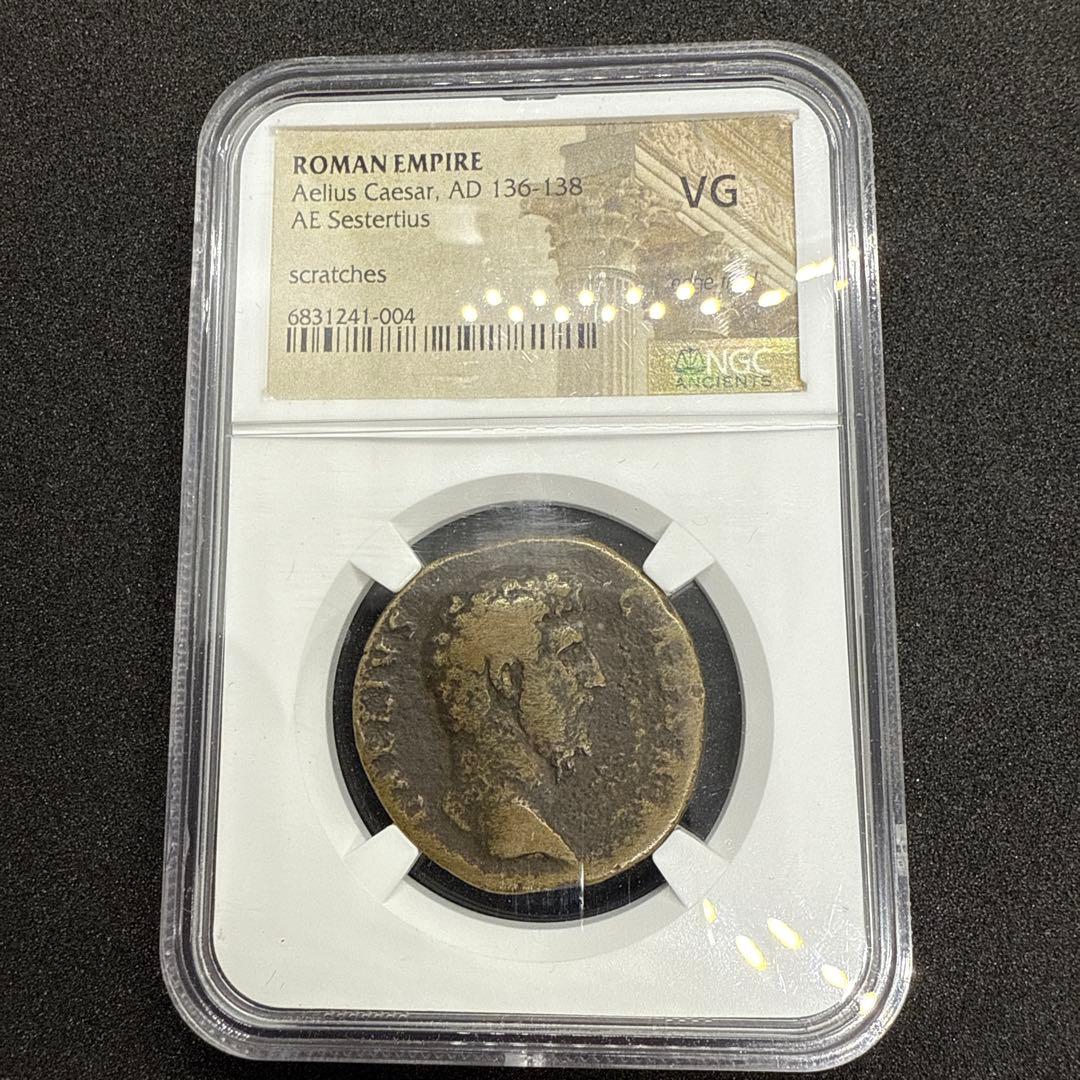 ROMAN EMPIRE
Aelius Caesar, AD 136-138
AE Sestertius
VG
scratches
6831241-004
NGC
ANCIENTS